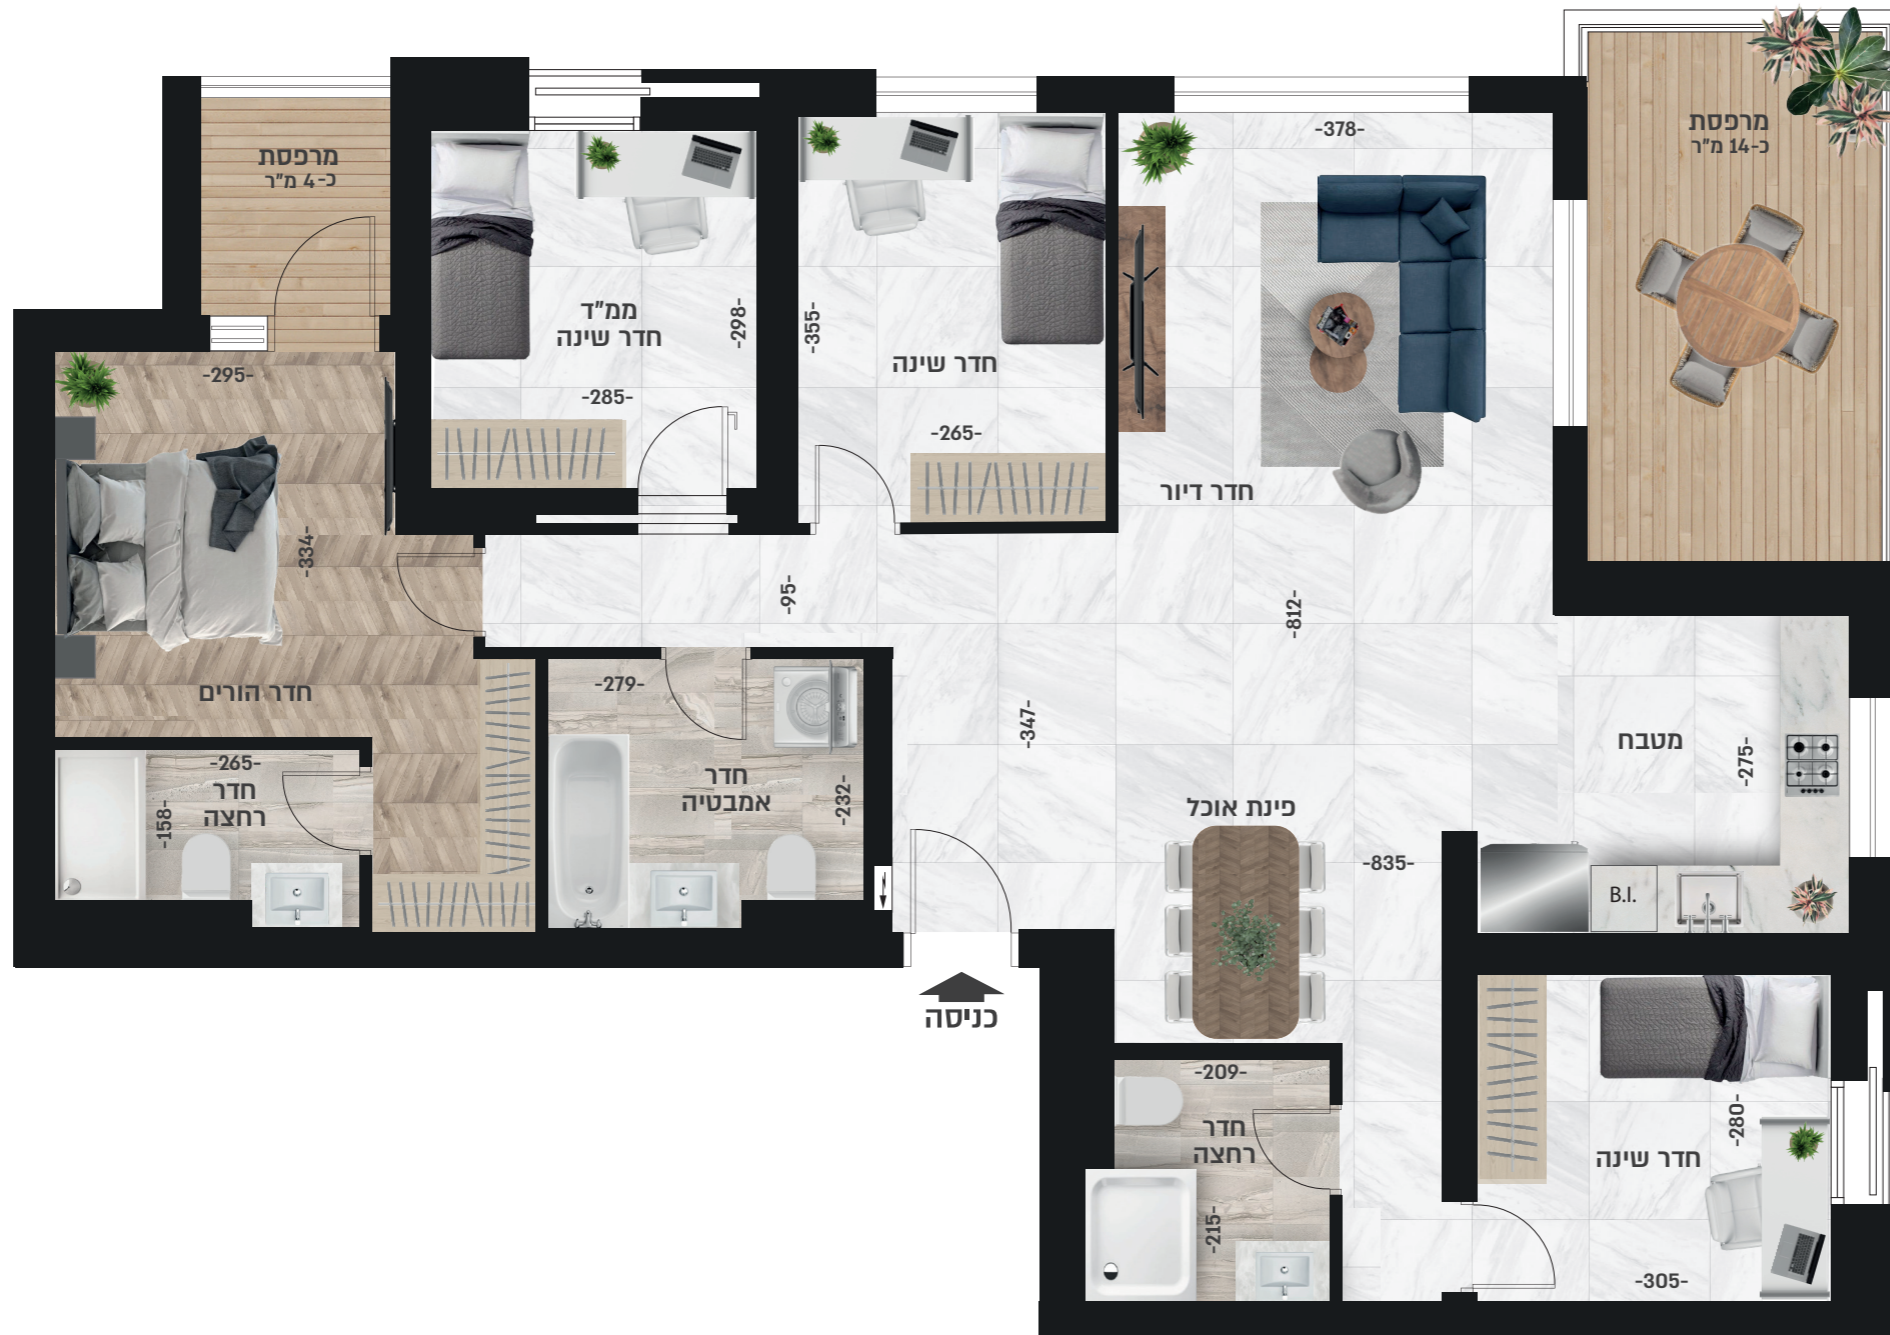 מרפסת
כ-14 מ"ר
-378-
מרפסת
כ-4 מ"ר
ממ"ד
חדר שינה
-298-
-285-
-355-
חדר שינה
-265-
חדר דיור
-295-
-334-
חדר הורים
-95-
-812-
-347-
מטבח
-275-
B.I.
פינת אוכל
-835-
-279-
חדר
אמבטיה
-232-
-265-
חדר
רחצה
-158-
כניסה
-209-
חדר
רחצה
-215-
חדר שינה
-280-
-305-